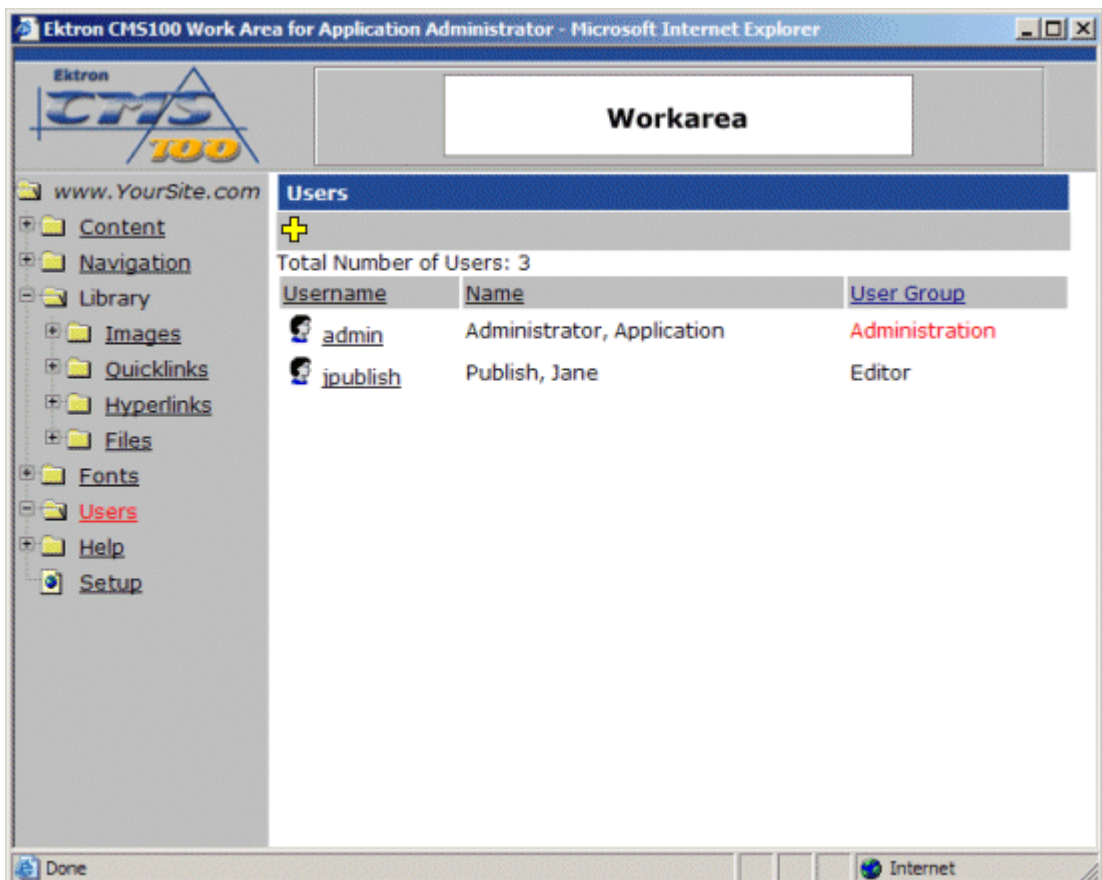 Ektron CMS100 Work Area for Application Administrator - Microsoft Internet Explorer
Ektron
CMS
100
Workarea
www.YourSite.com
Content
Navigation
Library
Images
Quicklinks
Hyperlinks
Files
Fonts
Users
Help
Setup
Users
Total Number of Users: 3
Username Name User Group
admin Administrator, Application Administration
jpublish Publish, Jane Editor
Done Internet